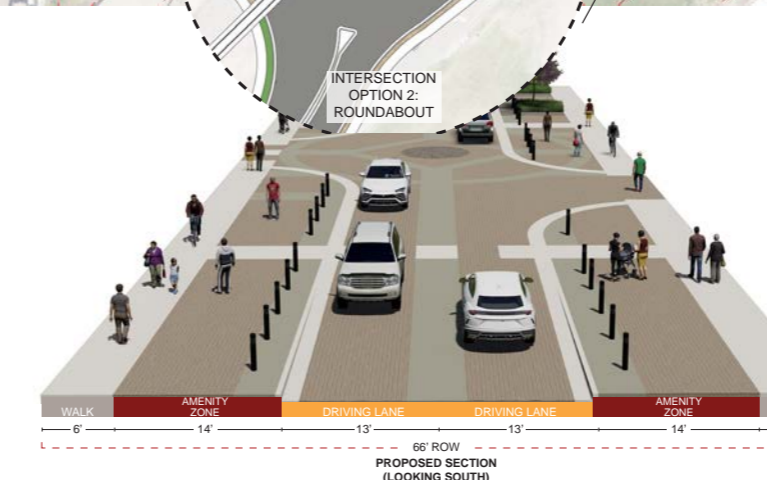 INTERSECTION
OPTION 2:
ROUNDABOUT
WALK
AMENITY
ZONE
DRIVING LANE
DRIVING LANE
AMENITY
ZONE
6'
14'
13'
13'
14'
66' ROW
PROPOSED SECTION
(LOOKING SOUTH)